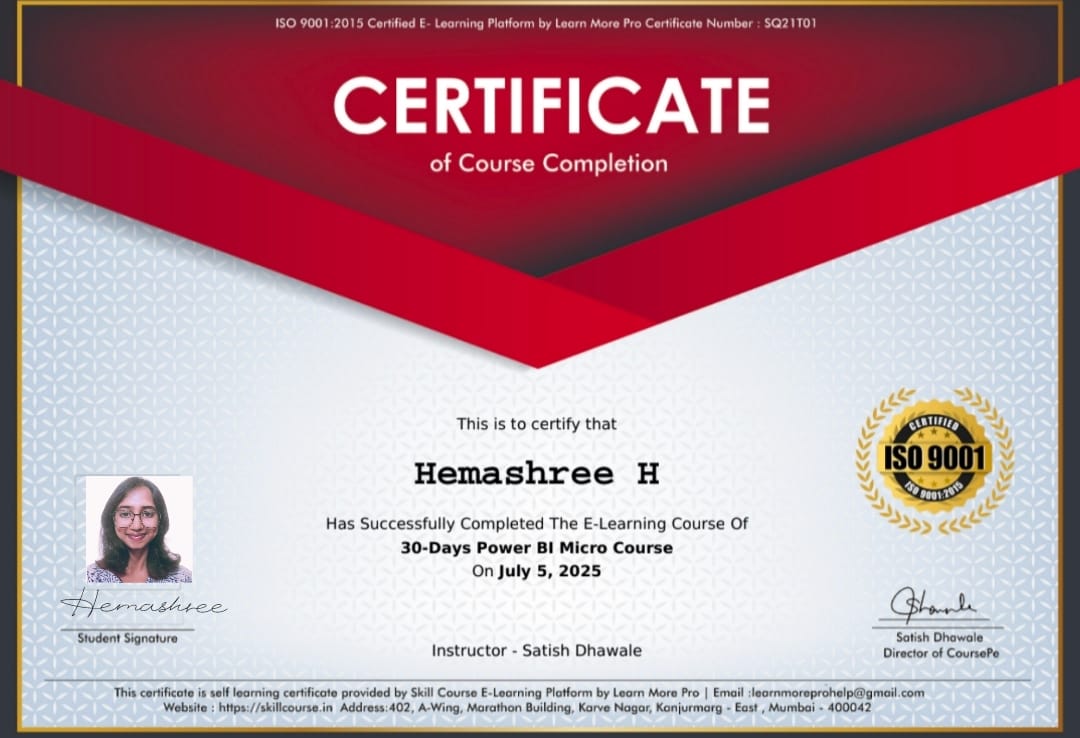 ISO 9001:2015 Certified E- Learning Platform by Learn More Pro Certificate Number : SQ21T01
CERTIFICATE
of Course Completion
This is to certify that
Hemashree H
Has Successfully Completed The E-Learning Course Of
30-Days Power BI Micro Course
On July 5, 2025
CERTIFIED
ISO 9001
ISO 9001:2015
Hemashree
Student Signature
Instructor - Satish Dhawale
Satish Dhawale
Director of CoursePe
This certificate is self learning certificate provided by Skill Course E-Learning Platform by Learn More Pro | Email :learnmoreprohelp@gmail.com
Website : https://skillcourse.in Address:402, A-Wing, Marathon Building, Karve Nagar, Kanjurmarg - East , Mumbai - 400042